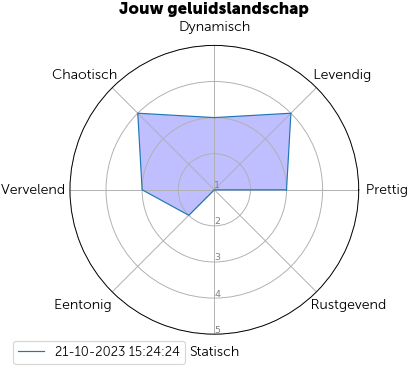 Jouw geluidslandschap
Dynamisch
Chaotisch
Levendig
Vervelend
1
Prettig
2
3
4
Eentonig
Rustgevend
5
21-10-2023 15:24:24
Statisch